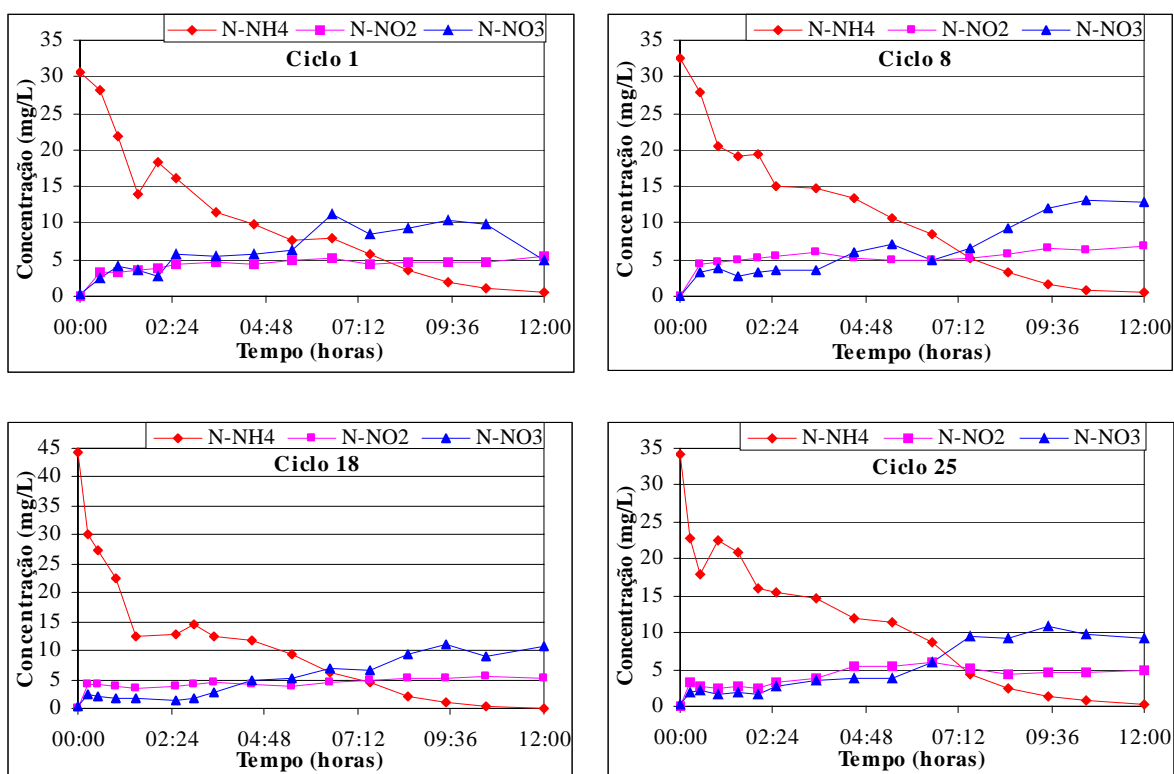 N-NH4 N-NO2 N-NO3
Ciclo 1
Concentração (mg/L)
35
30
25
20
15
10
5
0
00:00 02:24 04:48 07:12 09:36 12:00
Tempo (horas)
N-NH4 N-NO2 N-NO3
Ciclo 8
Concentração (mg/L)
35
30
25
20
15
10
5
0
00:00 02:24 04:48 07:12 09:36 12:00
Teempo (horas)
N-NH4 N-NO2 N-NO3
Ciclo 18
Concentração (mg/L)
45
40
35
30
25
20
15
10
5
0
00:00 02:24 04:48 07:12 09:36 12:00
Tempo (horas)
N-NH4 N-NO2 N-NO3
Ciclo 25
Concentração (mg/L)
35
30
25
20
15
10
5
0
00:00 02:24 04:48 07:12 09:36 12:00
Tempo (horas)